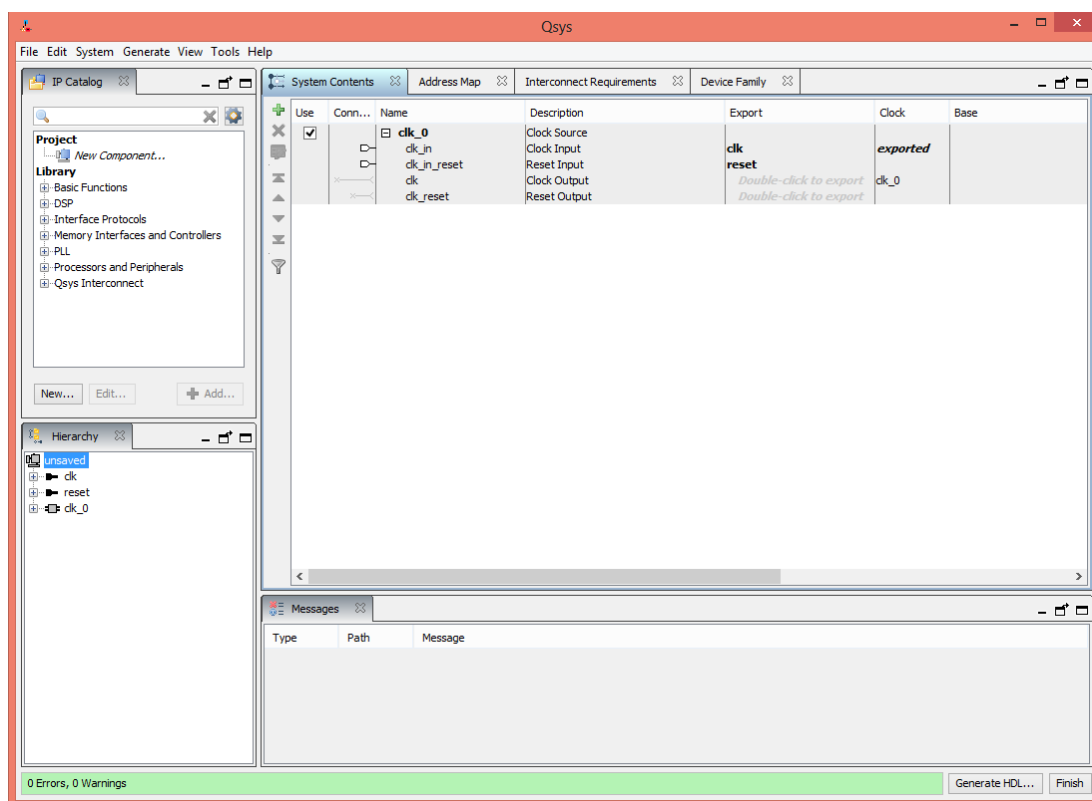 Qsys
File Edit System Generate View Tools Help
IP Catalog
Project
New Component...
Library
Basic Functions
DSP
Interface Protocols
Memory Interfaces and Controllers
PLL
Processors and Peripherals
Qsys Interconnect
New... Edit... Add...
Hierarchy
unsaved
clk
reset
clk_0
System Contents Address Map Interconnect Requirements Device Family
Use Conn... Name Description Export Clock Base
clk_0 Clock Source
clk_in Clock Input clk exported
clk_in_reset Reset Input reset
clk Clock Output Double-click to export clk_0
clk_reset Reset Output Double-click to export
Messages
Type Path Message
0 Errors, 0 Warnings Generate HDL... Finish